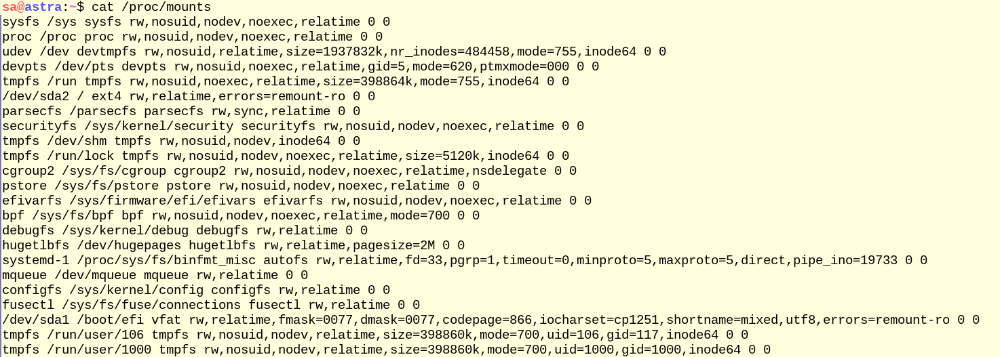 sa@astra:~$ cat /proc/mounts
sysfs /sys sysfs rw,nosuid,nodev,noexec,relatime 0 0
proc /proc proc rw,nosuid,nodev,noexec,relatime 0 0
udev /dev devtmpfs rw,nosuid,relatime,size=1937832k,nr_inodes=484458,mode=755,inode64 0 0
devpts /dev/pts devpts rw,nosuid,noexec,relatime,gid=5,mode=620,ptmxmode=000 0 0
tmpfs /run tmpfs rw,nosuid,noexec,relatime,size=398864k,mode=755,inode64 0 0
/dev/sda2 / ext4 rw,relatime,errors=remount-ro 0 0
parsecfs /parsecfs parsecfs rw,sync,relatime 0 0
securityfs /sys/kernel/security securityfs rw,nosuid,nodev,noexec,relatime 0 0
tmpfs /dev/shm tmpfs rw,nosuid,nodev,inode64 0 0
tmpfs /run/lock tmpfs rw,nosuid,nodev,noexec,relatime,size=5120k,inode64 0 0
cgroup2 /sys/fs/cgroup cgroup2 rw,nosuid,nodev,noexec,relatime,nsdelegate 0 0
pstore /sys/fs/pstore pstore rw,nosuid,nodev,noexec,relatime 0 0
efivarfs /sys/firmware/efi/efivars efivarfs rw,nosuid,nodev,noexec,relatime 0 0
bpf /sys/fs/bpf bpf rw,nosuid,nodev,noexec,relatime,mode=700 0 0
debugfs /sys/kernel/debug debugfs rw,relatime 0 0
hugetlbfs /dev/hugepages hugetlbfs rw,relatime,pagesize=2M 0 0
systemd-1 /proc/sys/fs/binfmt_misc autofs rw,relatime,fd=33,pgrp=1,timeout=0,minproto=5,maxproto=5,direct,pipe_ino=19733 0 0
mqueue /dev/mqueue mqueue rw,relatime 0 0
configfs /sys/kernel/config configfs rw,relatime 0 0
fusectl /sys/fs/fuse/connections fusectl rw,relatime 0 0
/dev/sda1 /boot/efi vfat rw,relatime,fmask=0077,dmask=0077,codepage=866,iocharset=cp1251,shortname=mixed,utf8,errors=remount-ro 0 0
tmpfs /run/user/106 tmpfs rw,nosuid,nodev,relatime,size=398860k,mode=700,uid=106,gid=117,inode64 0 0
tmpfs /run/user/1000 tmpfs rw,nosuid,nodev,relatime,size=398860k,mode=700,uid=1000,gid=1000,inode64 0 0